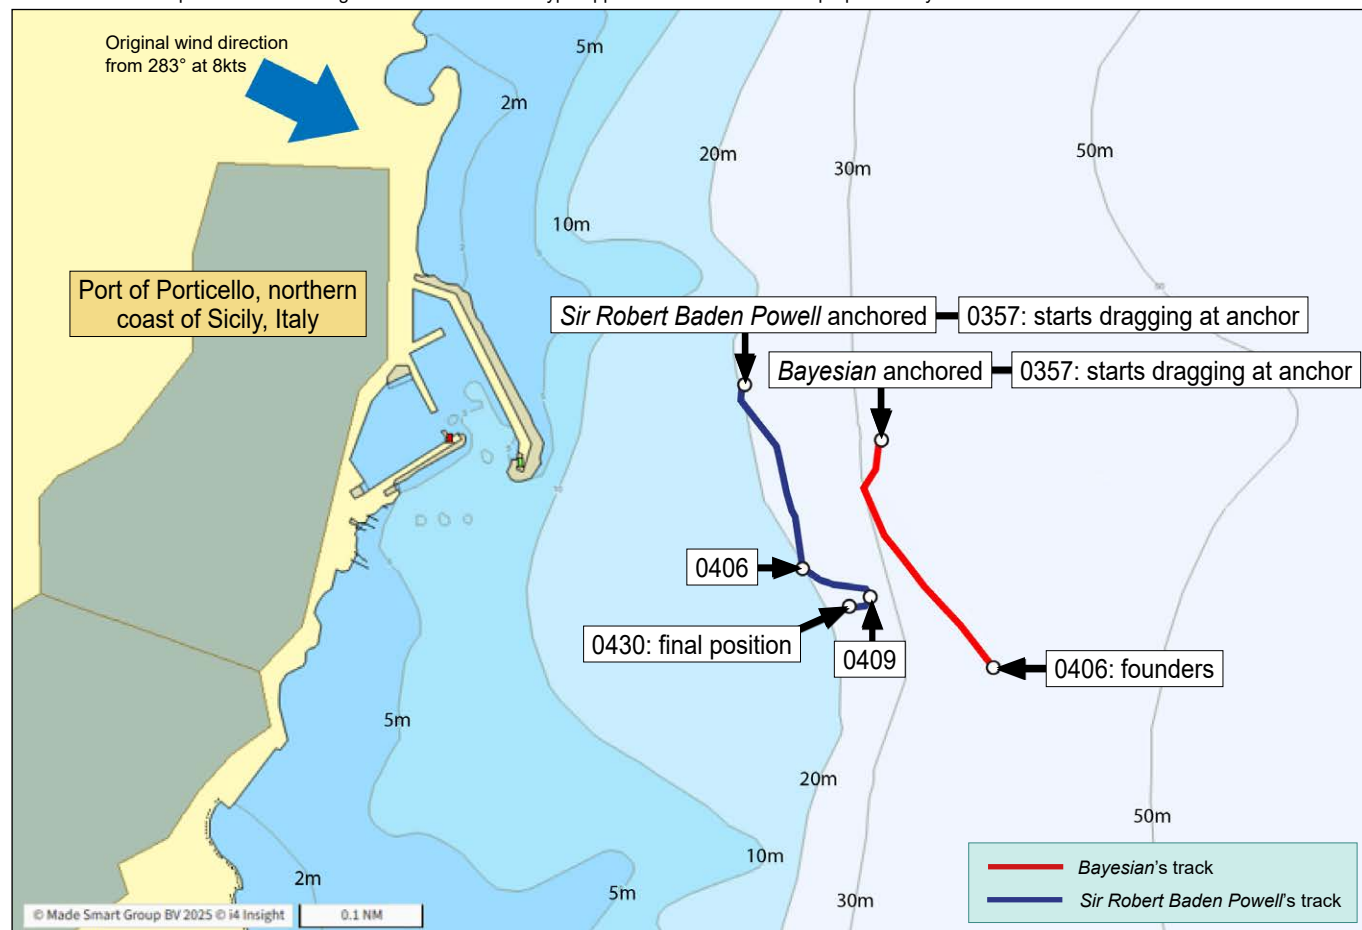 Original wind direction
from 283° at 8kts
5m
2m
20m
30m
50m
10m
Port of Porticello, northern
coast of Sicily, Italy
Sir Robert Baden Powell anchored
0357: starts dragging at anchor
Bayesian anchored
0357: starts dragging at anchor
0406
0430: final position
0409
0406: founders
5m
20m
50m
10m
2m
5m
30m
Bayesian's track
Sir Robert Baden Powell's track
© Made Smart Group BV 2025 © i4 Insight
0.1 NM